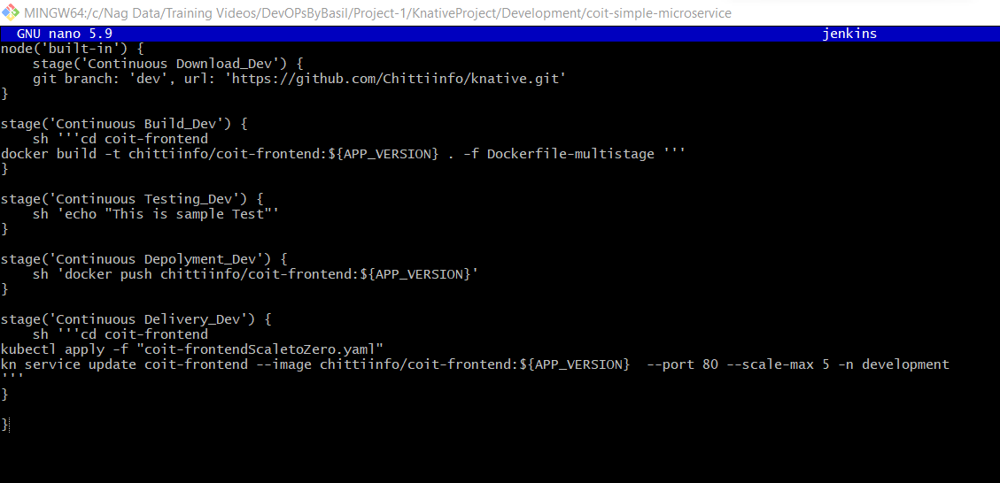 MINGW64:/c/Nag Data/Training Videos/DevOPsByBasil/Project-1/KnativeProject/Development/coit-simple-microservice
GNU nano 5.9 jenkins
node('built-in') {
    stage('Continuous Download_Dev') {
    git branch: 'dev', url: 'https://github.com/Chittiinfo/knative.git'
}

stage('Continuous Build_Dev') {
    sh '''cd coit-frontend
docker build -t chittiinfo/coit-frontend:${APP_VERSION} . -f Dockerfile-multistage '''
}

stage('Continuous Testing_Dev') {
    sh 'echo "This is sample Test"'
}

stage('Continuous Depolyment_Dev') {
    sh 'docker push chittiinfo/coit-frontend:${APP_VERSION}'
}

stage('Continuous Delivery_Dev') {
    sh '''cd coit-frontend
kubectl apply -f "coit-frontendScaletoZero.yaml"
kn service update coit-frontend --image chittiinfo/coit-frontend:${APP_VERSION}  --port 80 --scale-max 5 -n development
'''
}

}